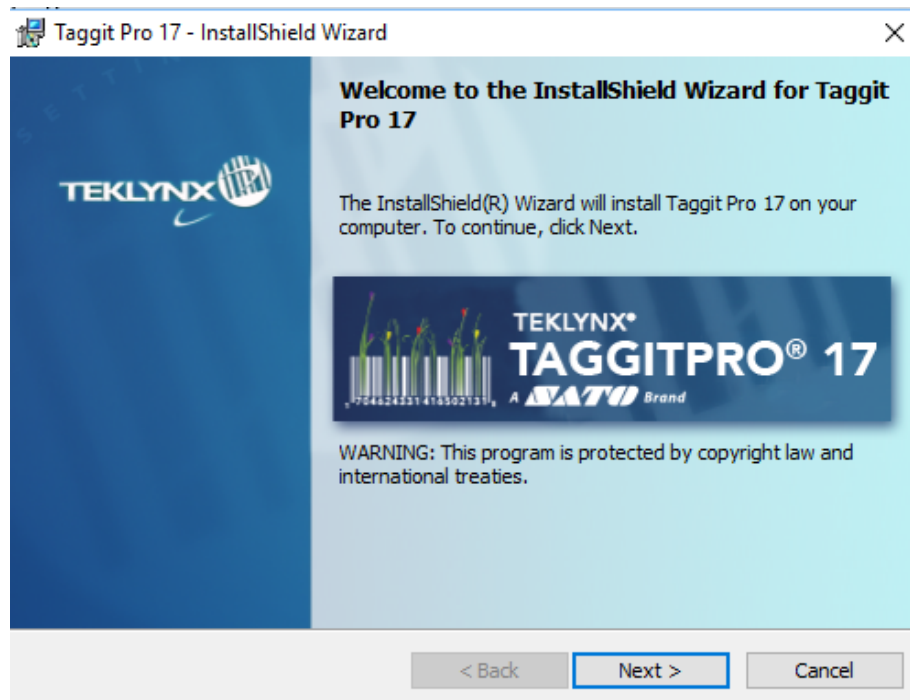 Taggit Pro 17 - InstallShield Wizard
SETTIN
Welcome to the InstallShield Wizard for Taggit
Pro 17
TEKLYNX
The InstallShield(R) Wizard will install Taggit Pro 17 on your
computer. To continue, click Next.
TEKLYNX
TAGGITPRO® 17
A SATO Brand
WARNING: This program is protected by copyright law and
international treaties.
< Back
Next >
Cancel